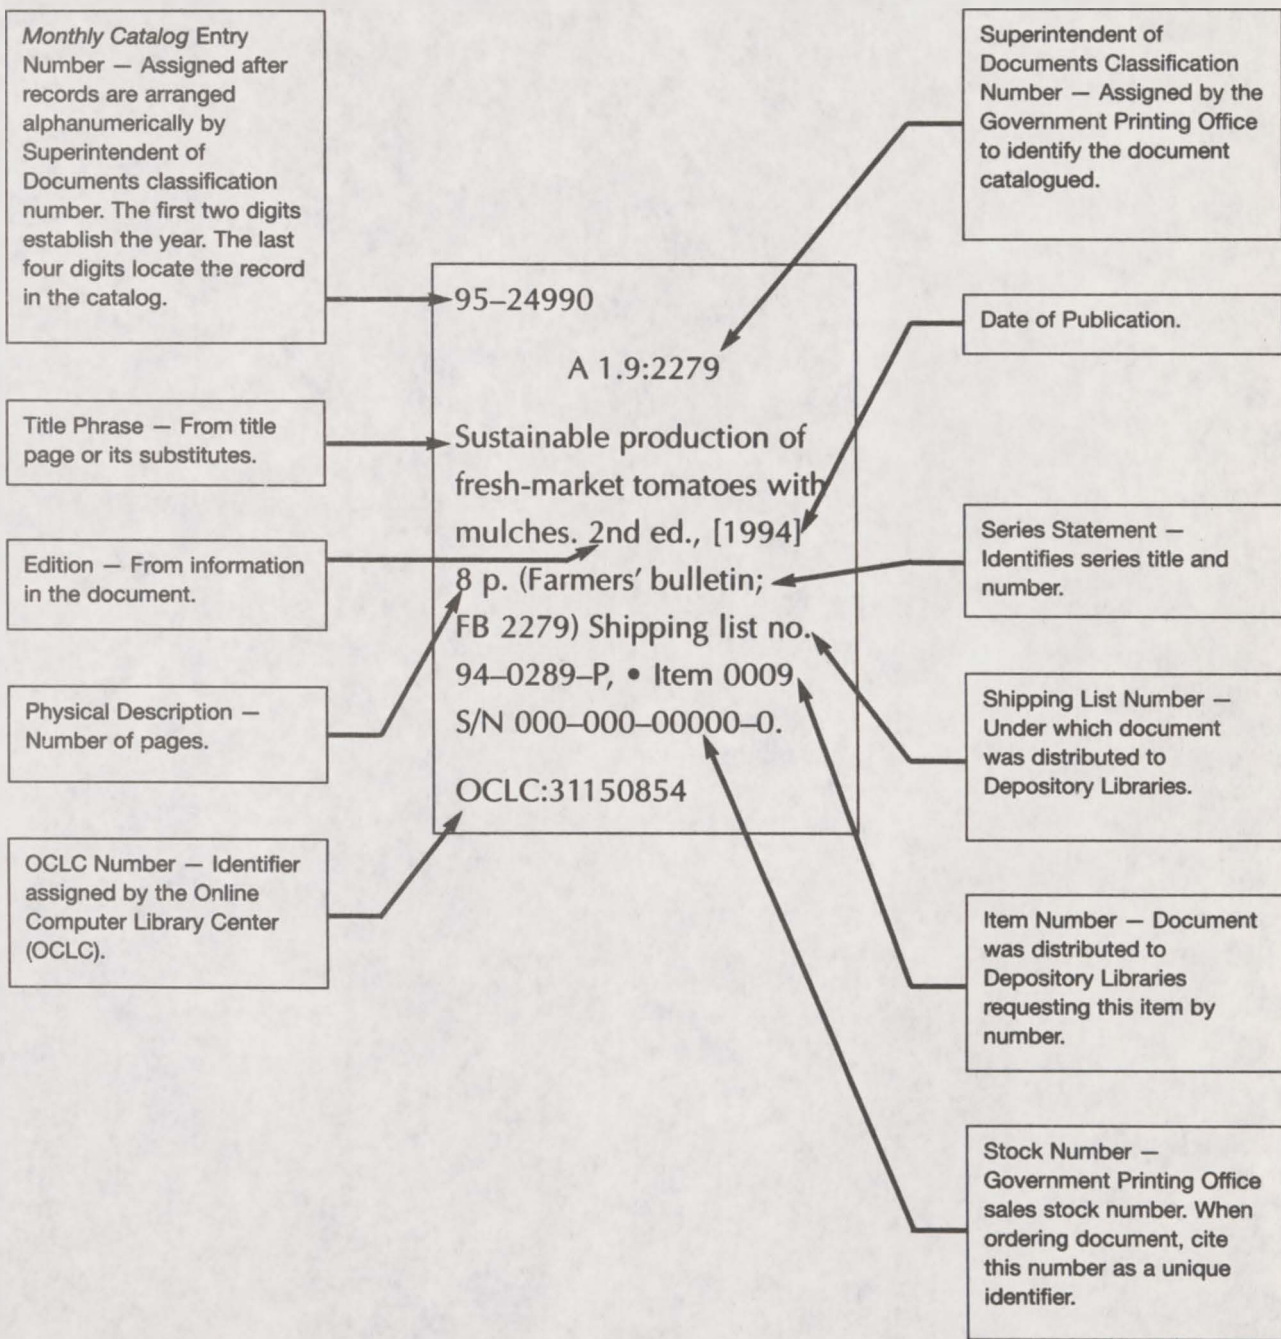 Monthly Catalog Entry
Number — Assigned after
records are arranged
alphanumerically by
Superintendent of
Documents classification
number. The first two digits
establish the year. The last
four digits locate the record
in the catalog.
Title Phrase — From title
page or its substitutes.
Edition — From information
in the document.
Physical Description —
Number of pages.
OCLC Number — Identifier
assigned by the Online
Computer Library Center
(OCLC).
95–24990
A 1.9:2279
Sustainable production of
fresh-market tomatoes with
mulches. 2nd ed., [1994]
8 p. (Farmers' bulletin;
FB 2279) Shipping list no.
94–0289–P, • Item 0009
S/N 000–000–00000–0.
OCLC:31150854
Superintendent of
Documents Classification
Number — Assigned by the
Government Printing Office
to identify the document
catalogued.
Date of Publication.
Series Statement —
Identifies series title and
number.
Shipping List Number —
Under which document
was distributed to
Depository Libraries.
Item Number — Document
was distributed to
Depository Libraries
requesting this item by
number.
Stock Number —
Government Printing Office
sales stock number. When
ordering document, cite
this number as a unique
identifier.